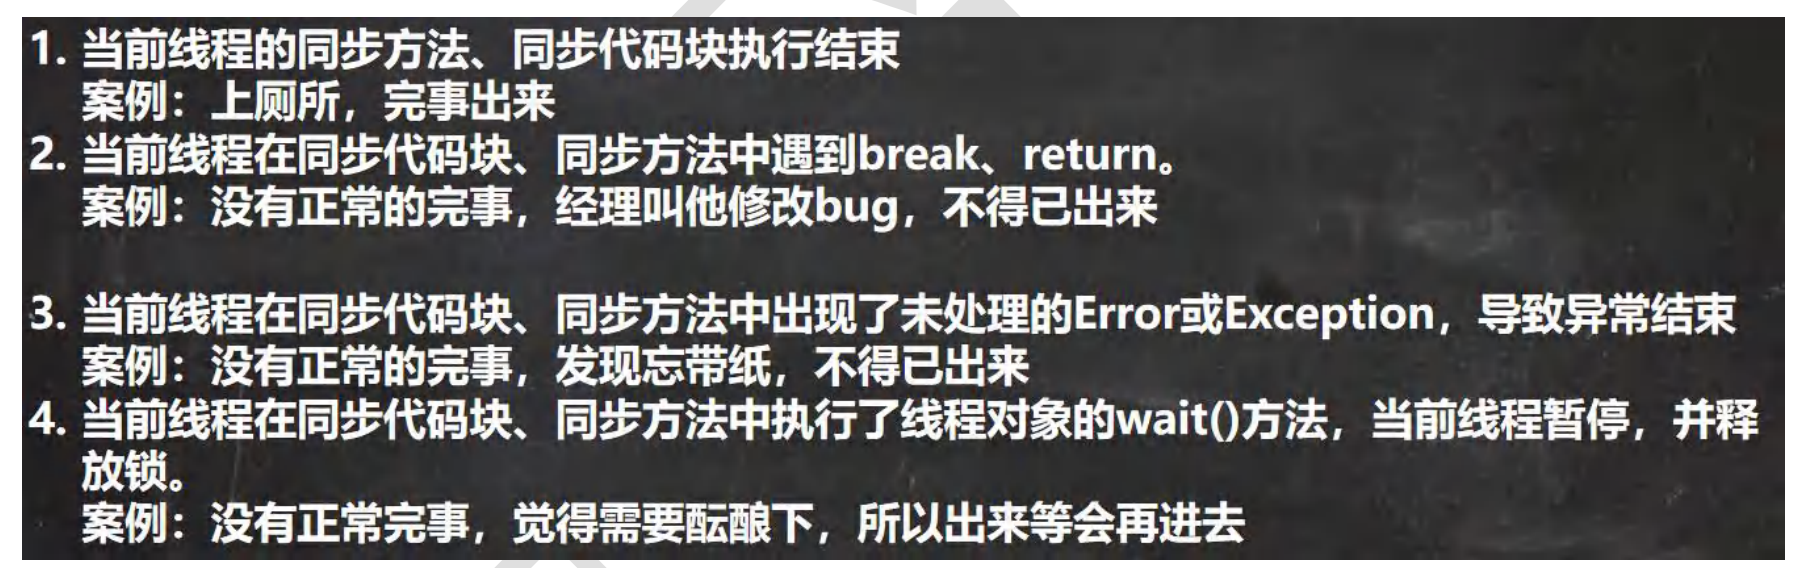 1. 当前线程的同步方法、同步代码块执行结束
案例：上厕所，完事出来
2. 当前线程在同步代码块、同步方法中遇到break、return。
案例：没有正常的完事，经理叫他修改bug，不得已出来
3. 当前线程在同步代码块、同步方法中出现了未处理的Error或Exception，导致异常结束
案例：没有正常的完事，发现忘带纸，不得已出来
4. 当前线程在同步代码块、同步方法中执行了线程对象的wait()方法，当前线程暂停，并释
放锁。
案例：没有正常完事，觉得需要酝酿下，所以出来等会再进去